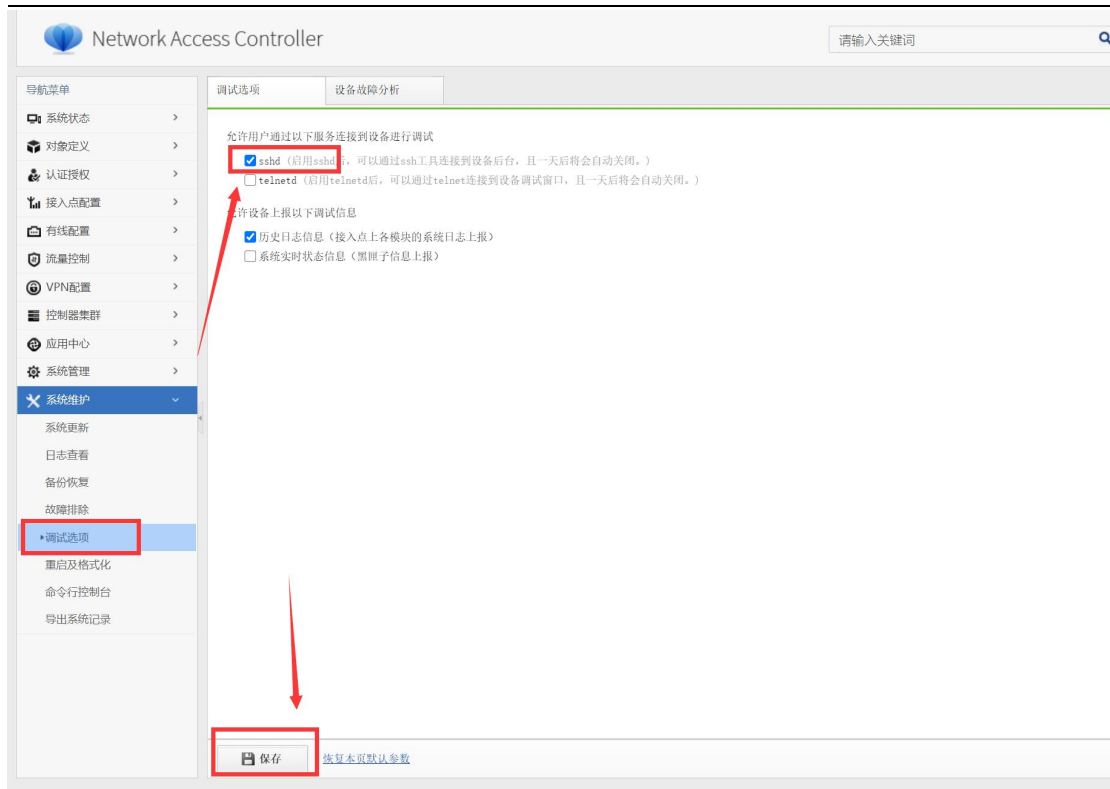 Network Access Controller
请输入关键词
导航菜单
调试选项
设备故障分析
系统状态
对象定义
认证授权
接入点配置
有线配置
流量控制
VPN配置
控制器集群
应用中心
系统管理
系统维护
系统更新
日志查看
备份恢复
故障排除
调试选项
重启及格式化
命令行控制台
导出系统记录
允许用户通过以下服务连接到设备进行调试
sshd (启用sshd后，可以通过ssh工具连接到设备后台，且一天后将会自动关闭。)
telnetd (启用telnetd后，可以通过telnet连接到设备调试窗口，且一天后将会自动关闭。)
允许设备上报以下调试信息
历史日志信息（接入点上各模块的系统日志上报）
系统实时状态信息（黑匣子信息上报）
保存
恢复本页默认参数